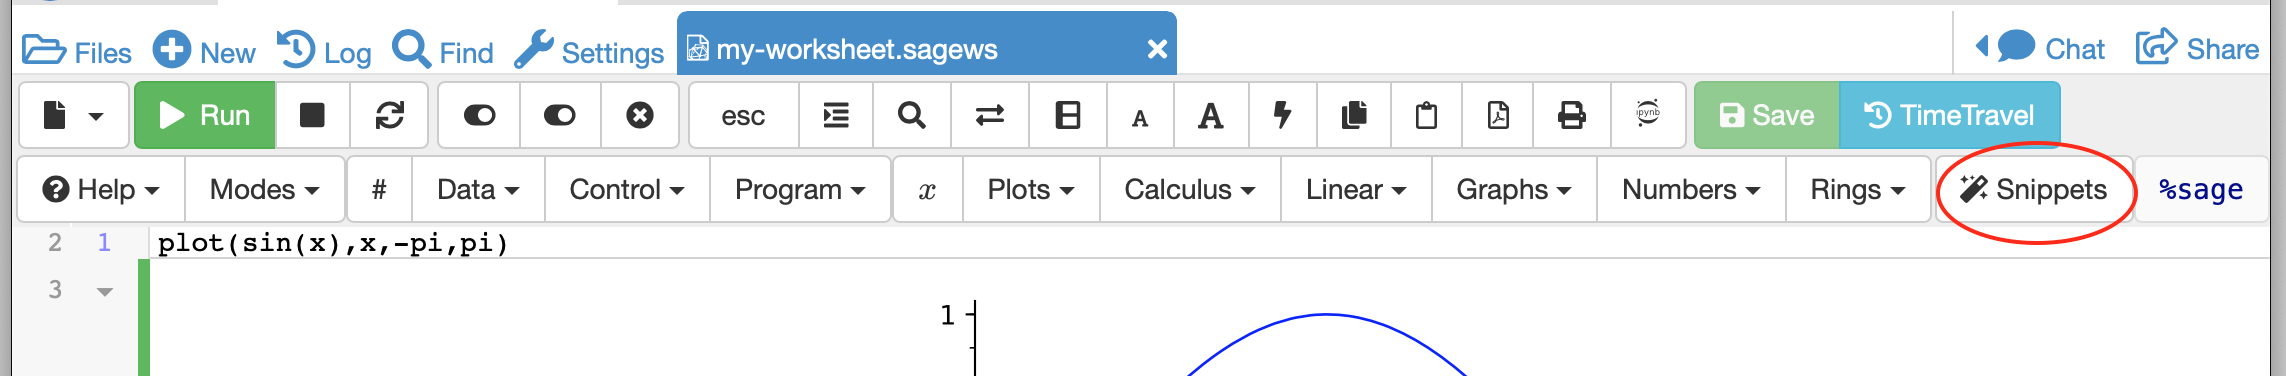 Files New Log Find Settings my-worksheet.sagews Chat Share
Run esc A A ipynb Save TimeTravel
Help Modes # Data Control Program x Plots Calculus Linear Graphs Numbers Rings Snippets %sage
2 1 plot(sin(x),x,-pi,pi)
3
1